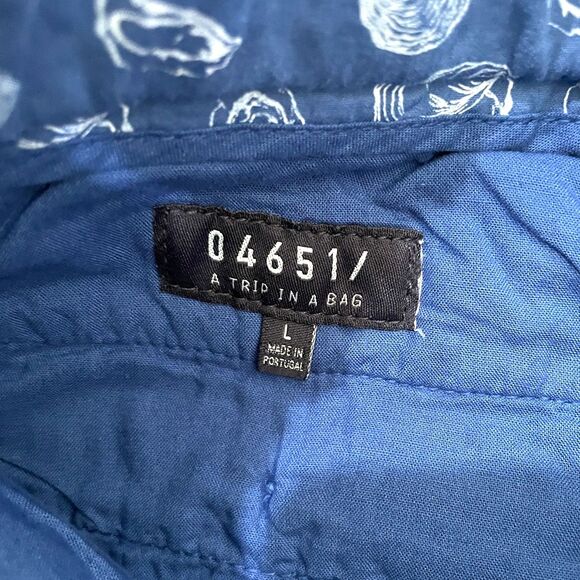 04651/
A TRIP IN A BAG
L
MADE IN
PORTUGAL